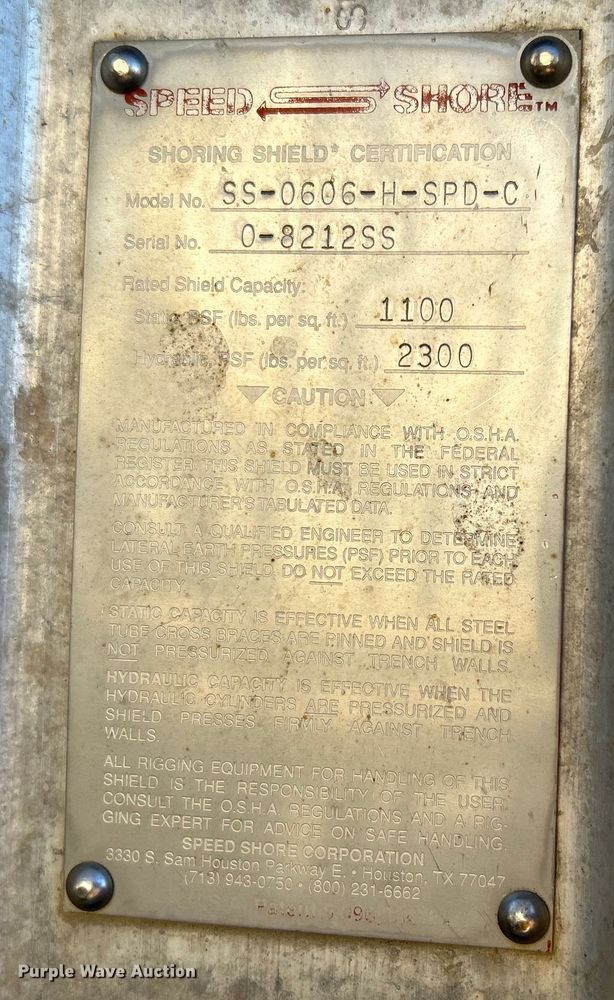 S
SPEED SHORE™
SHORING SHIELD® CERTIFICATION
Model No. SS-0606-H-SPD-C
Serial No. O-8212SS
Rated Shield Capacity:
Static, PSF (lbs. per sq. ft.) 1100
Hydraulic, PSF (lbs. per sq. ft.) 2300
CAUTION
MANUFACTURED IN COMPLIANCE WITH O.S.H.A.
REGULATIONS AS STATED IN THE FEDERAL
REGISTER. THIS SHIELD MUST BE USED IN STRICT
ACCORDANCE WITH O.S.H.A. REGULATIONS AND
MANUFACTURER'S TABULATED DATA.
CONSULT A QUALIFIED ENGINEER TO DETERMINE
LATERAL EARTH PRESSURES (PSF) PRIOR TO EACH
USE OF THIS SHIELD. DO NOT EXCEED THE RATED
CAPACITY.
STATIC CAPACITY IS EFFECTIVE WHEN ALL STEEL
TUBE CROSS BRACES ARE PINNED AND SHIELD IS
NOT PRESSURIZED AGAINST TRENCH WALLS.
HYDRAULIC CAPACITY IS EFFECTIVE WHEN THE
HYDRAULIC CYLINDERS ARE PRESSURIZED AND
SHIELD PRESSES FIRMLY AGAINST TRENCH
WALLS.
ALL RIGGING EQUIPMENT FOR HANDLING OF THIS
SHIELD IS THE RESPONSIBILITY OF THE USER.
CONSULT THE O.S.H.A. REGULATIONS AND A RIG-
GING EXPERT FOR ADVICE ON SAFE HANDLING.
SPEED SHORE CORPORATION
3330 S. Sam Houston Parkway E. • Houston, TX 77047
(713) 943-0750 • (800) 231-6662
Purple Wave Auction